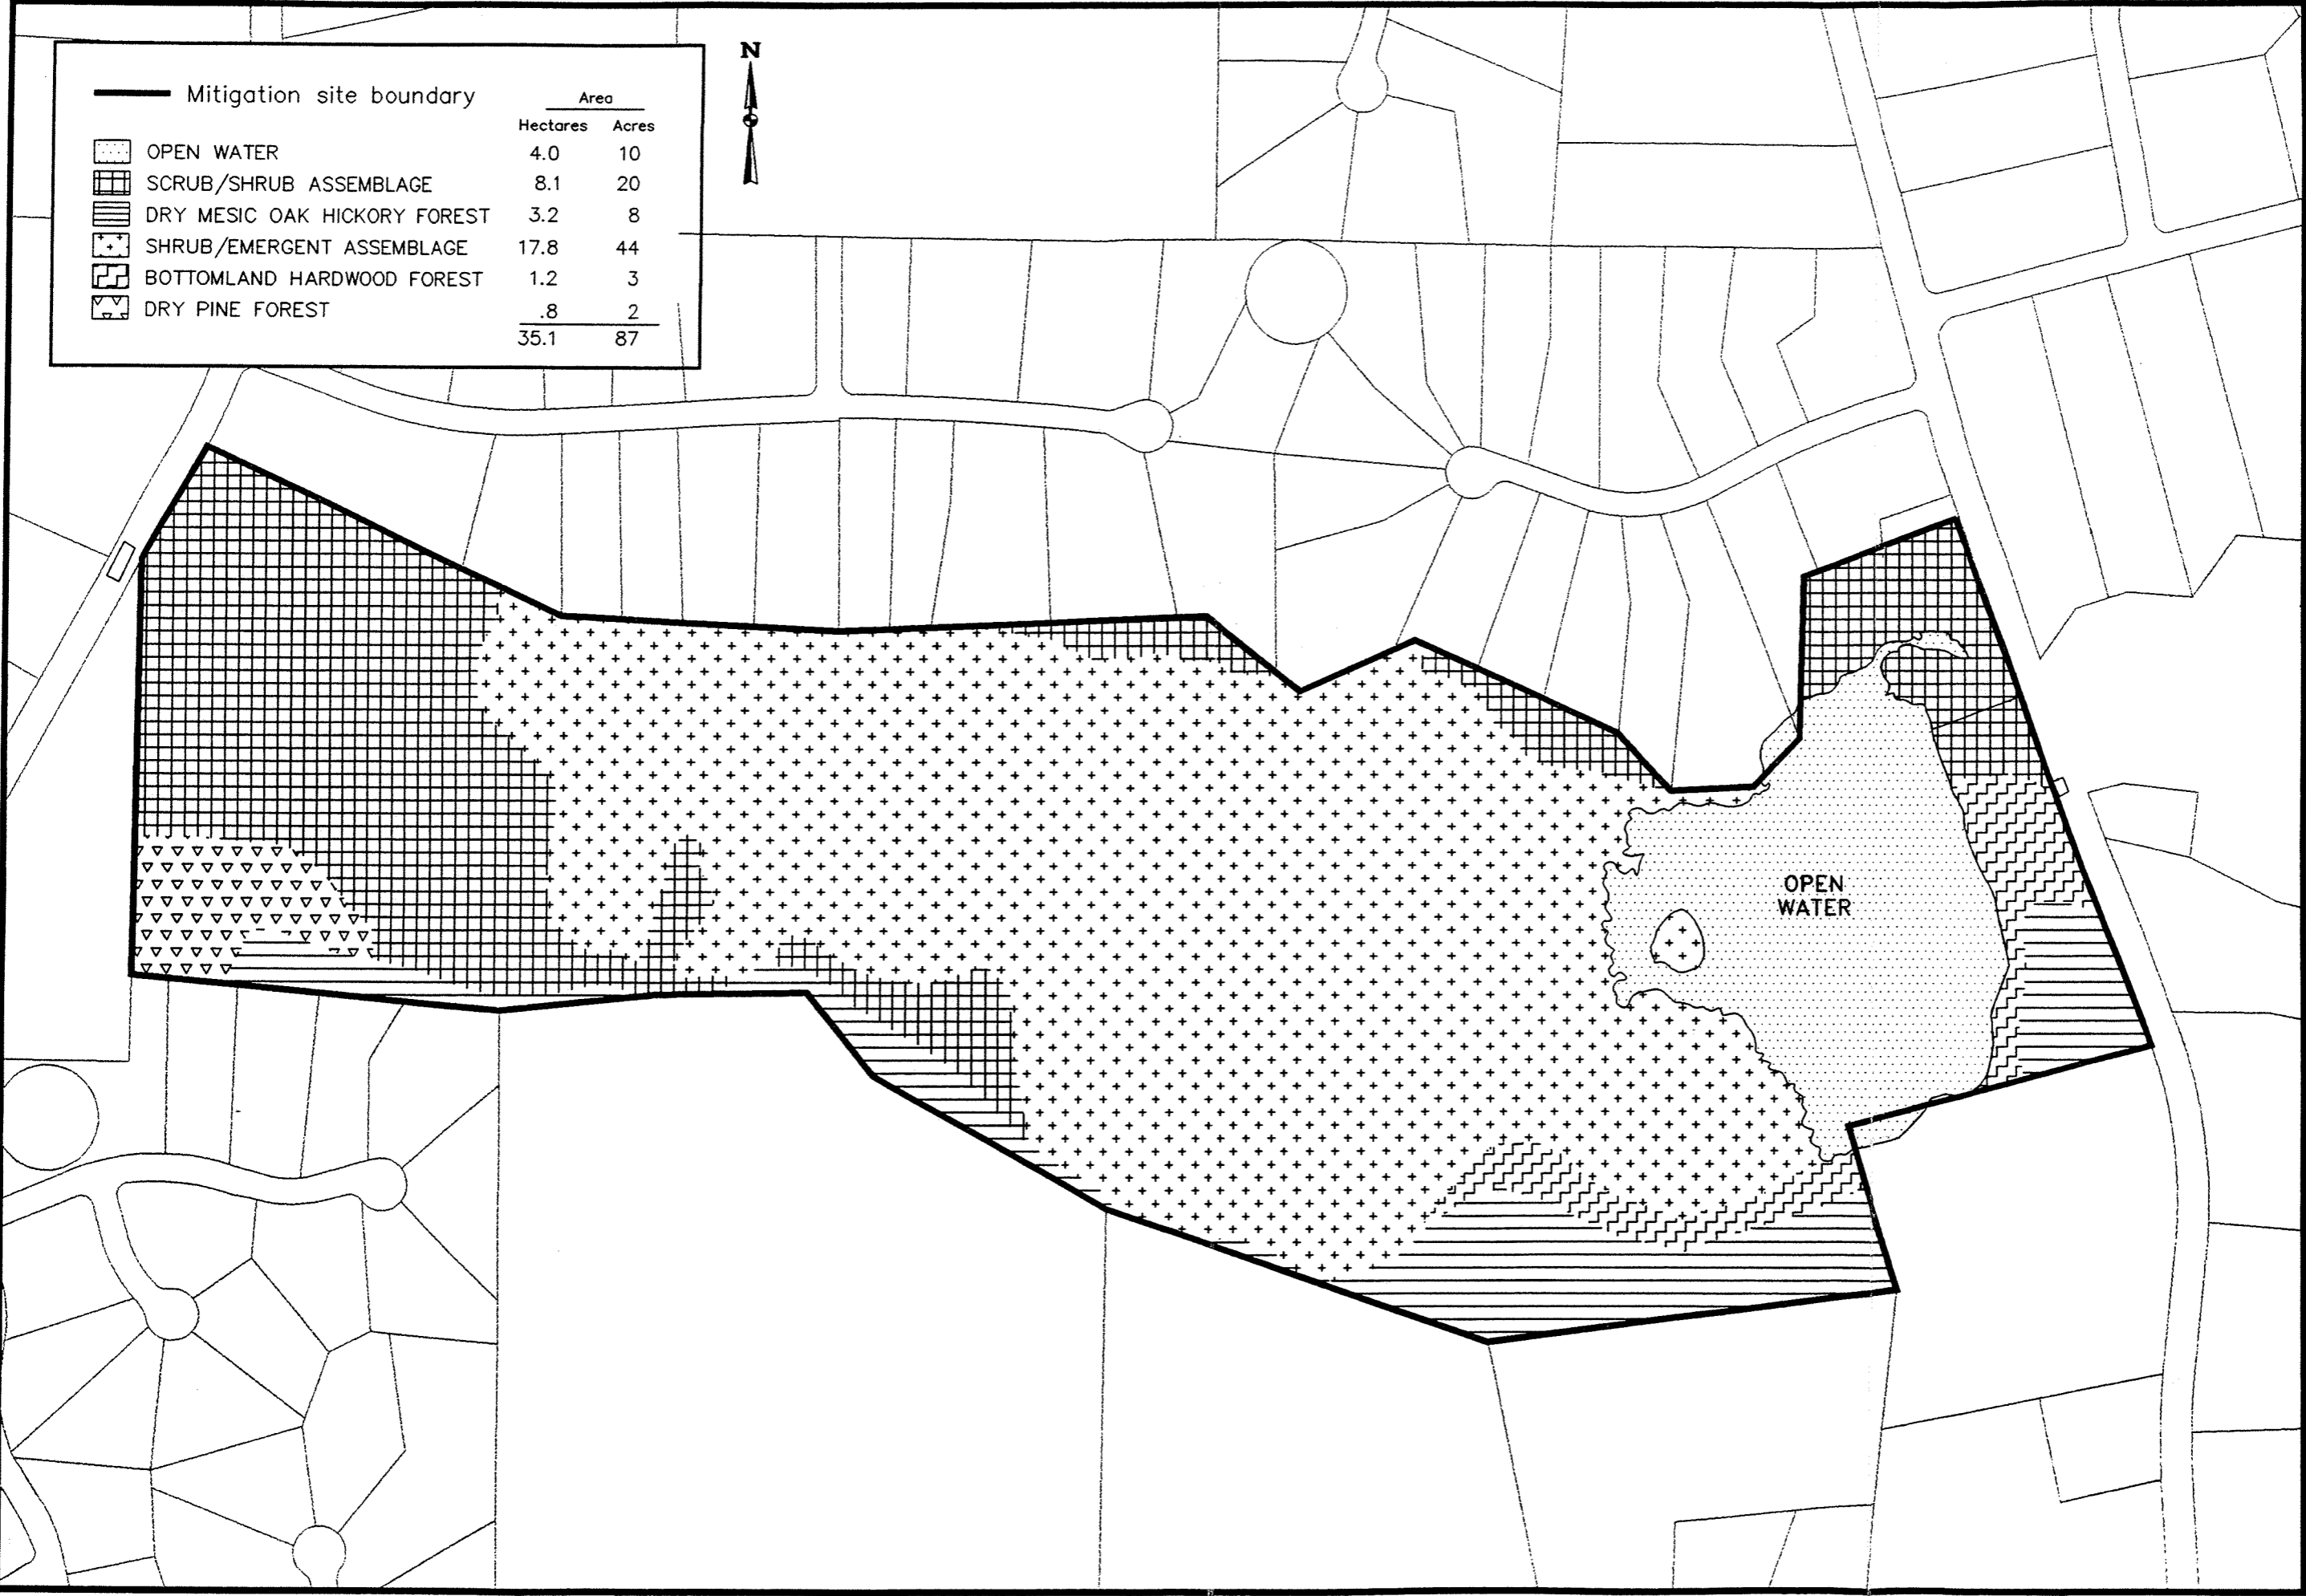 N
Mitigation site boundary
Area
Hectares Acres
OPEN WATER 4.0 10
SCRUB/SHRUB ASSEMBLAGE 8.1 20
DRY MESIC OAK HICKORY FOREST 3.2 8
SHRUB/EMERGENT ASSEMBLAGE 17.8 44
BOTTOMLAND HARDWOOD FOREST 1.2 3
DRY PINE FOREST .8 2
35.1 87
OPEN
WATER